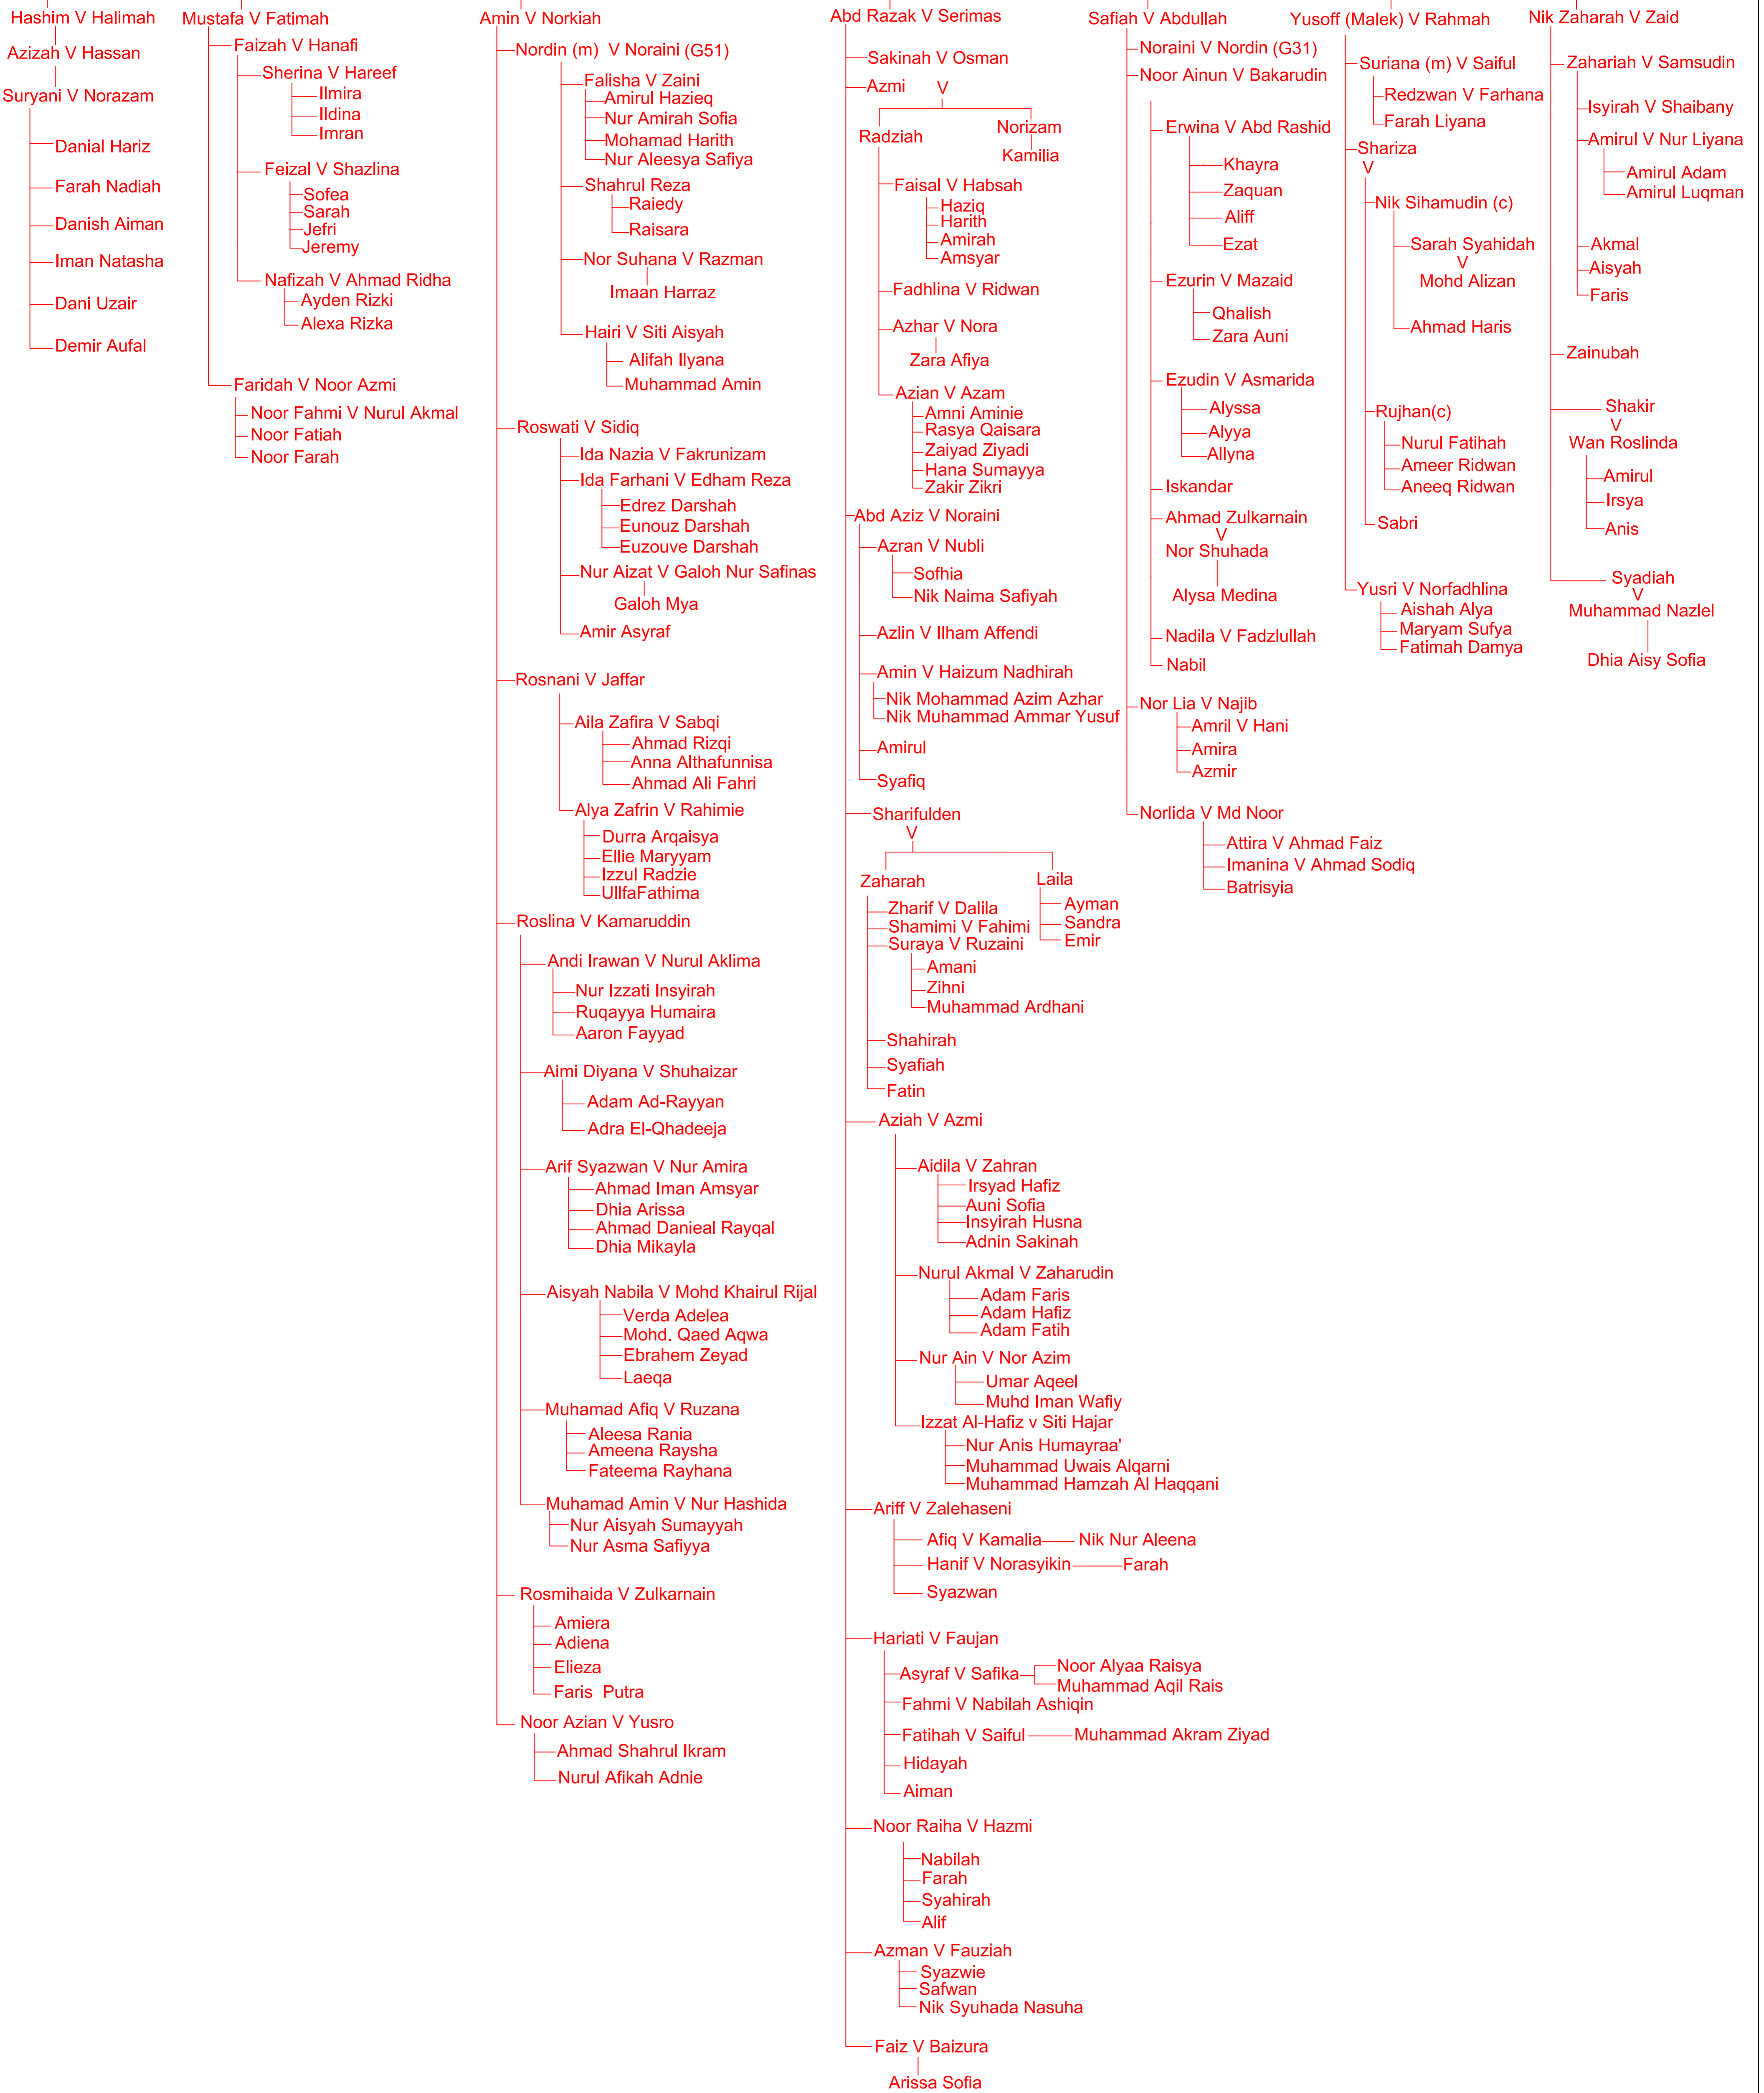 Hashim V Halimah
Azizah V Hassan
Suryani V Norazam
Danial Hariz
Farah Nadiah
Danish Aiman
Iman Natasha
Dani Uzair
Demir Aufal
Mustafa V Fatimah
Faizah V Hanafi
Sherina V Hareef
Ilmira
Ildina
Imran
Feizal V Shazlina
Sofea
Sarah
Jefri
Jeremy
Nafizah V Ahmad Ridha
Ayden Rizki
Alexa Rizka
Faridah V Noor Azmi
Noor Fahmi V Nurul Akmal
Noor Fatiah
Noor Farah
Amin V Norkiah
Nordin (m) V Noraini (G51)
Falisha V Zaini
Amirul Hazieq
Nur Amirah Sofia
Mohamad Harith
Nur Aleesya Safiya
Shahrul Reza
Raiedy
Raisara
Nor Suhana V Razman
Imaan Harraz
Hairi V Siti Aisyah
Alifah Ilyana
Muhammad Amin
Roswati V Sidiq
Ida Nazia V Fakrunizam
Ida Farhani V Edham Reza
Edrez Darshah
Eunouz Darshah
Euzouve Darshah
Nur Aizat V Galoh Nur Safinas
Galoh Mya
Amir Asyraf
Rosnani V Jaffar
Aila Zafira V Sabqi
Ahmad Rizqi
Anna Althafunnisa
Ahmad Ali Fahri
Alya Zafrin V Rahimie
Durra Arqaisya
Ellie Maryyam
Izzul Radzie
UllfaFathima
Roslina V Kamaruddin
Andi Irawan V Nurul Aklima
Nur Izzati Insyirah
Ruqayya Humaira
Aaron Fayyad
Aimi Diyana V Shuhaizar
Adam Ad-Rayyan
Adra El-Qhadeeja
Arif Syazwan V Nur Amira
Ahmad Iman Amsyar
Dhia Arissa
Ahmad Danieal Rayqal
Dhia Mikayla
Aisyah Nabila V Mohd Khairul Rijal
Verda Adelea
Mohd. Qaed Aqwa
Ebrahem Zeyad
Laeqa
Muhamad Afiq V Ruzana
Aleesa Rania
Ameena Raysha
Fateema Rayhana
Muhamad Amin V Nur Hashida
Nur Aisyah Sumayyah
Nur Asma Safiyya
Rosmihaida V Zulkarnain
Amiera
Adiena
Elieza
Faris Putra
Noor Azian V Yusro
Ahmad Shahrul Ikram
Nurul Afikah Adnie
Abd Razak V Serimas
Sakinah V Osman
Azmi V
Radziah
Norizam
Kamilia
Faisal V Habsah
Haziq
Harith
Amirah
Amsyar
Fadhlina V Ridwan
Azhar V Nora
Zara Afiya
Azian V Azam
Amni Aminie
Rasya Qaisara
Zaiyad Ziyadi
Hana Sumayya
Zakir Zikri
Abd Aziz V Noraini
Azran V Nubli
Sofhia
Nik Naima Safiyah
Azlin V Ilham Affendi
Amin V Haizum Nadhirah
Nik Mohammad Azim Azhar
Nik Muhammad Ammar Yusuf
Amirul
Syafiq
Sharifulden
V
Zaharah
Laila
Zharif V Dalila
Shamimi V Fahimi
Suraya V Ruzaini
Amani
Zihni
Muhammad Ardhani
Shahirah
Syafiah
Fatin
Ayman
Sandra
Emir
Aziah V Azmi
Aidila V Zahran
Irsyad Hafiz
Auni Sofia
Insyirah Husna
Adnin Sakinah
Nurul Akmal V Zaharudin
Adam Faris
Adam Hafiz
Adam Fatih
Nur Ain V Nor Azim
Umar Aqeel
Muhd Iman Wafiy
Izzat Al-Hafiz v Siti Hajar
Nur Anis Humayraa'
Muhammad Uwais Alqarni
Muhammad Hamzah Al Haqqani
Ariff V Zalehaseni
Afiq V Kamalia Nik Nur Aleena
Hanif V Norasyikin Farah
Syazwan
Hariati V Faujan
Asyraf V Safika
Noor Alyaa Raisya
Muhammad Aqil Rais
Fahmi V Nabilah Ashiqin
Fatihah V Saiful Muhammad Akram Ziyad
Hidayah
Aiman
Noor Raiha V Hazmi
Nabilah
Farah
Syahirah
Alif
Azman V Fauziah
Syazwie
Safwan
Nik Syuhada Nasuha
Faiz V Baizura
Arissa Sofia
Safiah V Abdullah
Noraini V Nordin (G31)
Noor Ainun V Bakarudin
Erwina V Abd Rashid
Khayra
Zaquan
Aliff
Ezat
Ezurin V Mazaid
Qhalish
Zara Auni
Ezudin V Asmarida
Alyssa
Alyya
Allyna
Iskandar
Ahmad Zulkarnain
V
Nor Shuhada
Alysa Medina
Nadila V Fadzlullah
Nabil
Nor Lia V Najib
Amril V Hani
Amira
Azmir
Norlida V Md Noor
Attira V Ahmad Faiz
Imanina V Ahmad Sodiq
Batrisyia
Yusoff (Malek) V Rahmah
Suriana (m) V Saiful
Redzwan V Farhana
Farah Liyana
Shariza
V
Nik Sihamudin (c)
Sarah Syahidah
V
Mohd Alizan
Ahmad Haris
Rujhan(c)
Nurul Fatihah
Ameer Ridwan
Aneeq Ridwan
Sabri
Yusri V Norfadhlina
Aishah Alya
Maryam Sufya
Fatimah Damya
Nik Zaharah V Zaid
Zahariah V Samsudin
Isyirah V Shaibany
Amirul V Nur Liyana
Amirul Adam
Amirul Luqman
Akmal
Aisyah
Faris
Zainubah
Shakir
V
Wan Roslinda
Amirul
Irsya
Anis
Syadiah
V
Muhammad Nazlel
Dhia Aisy Sofia